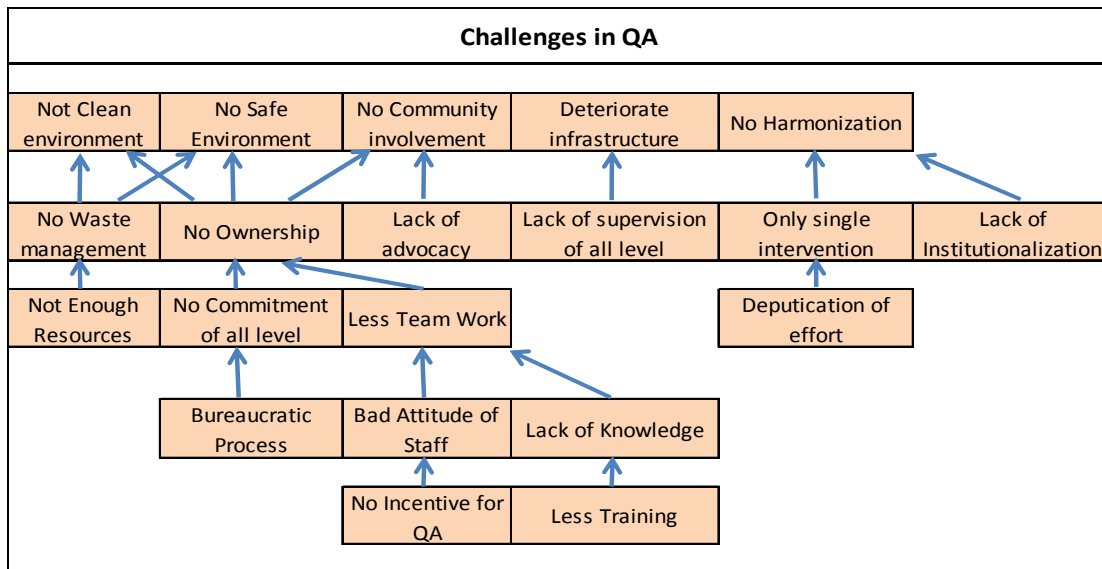 Challenges in QA
Not Clean
environment
No Safe
Environment
No Community
involvement
Deteriorate
infrastructure
No Harmonization
No Waste
management
No Ownership
Lack of
advocacy
Lack of supervision
of all level
Only single
intervention
Lack of
Institutionalization
Not Enough
Resources
No Commitment
of all level
Less Team Work
Deputication of
effort
Bureaucratic
Process
Bad Attitude of
Staff
Lack of Knowledge
No Incentive for
QA
Less Training